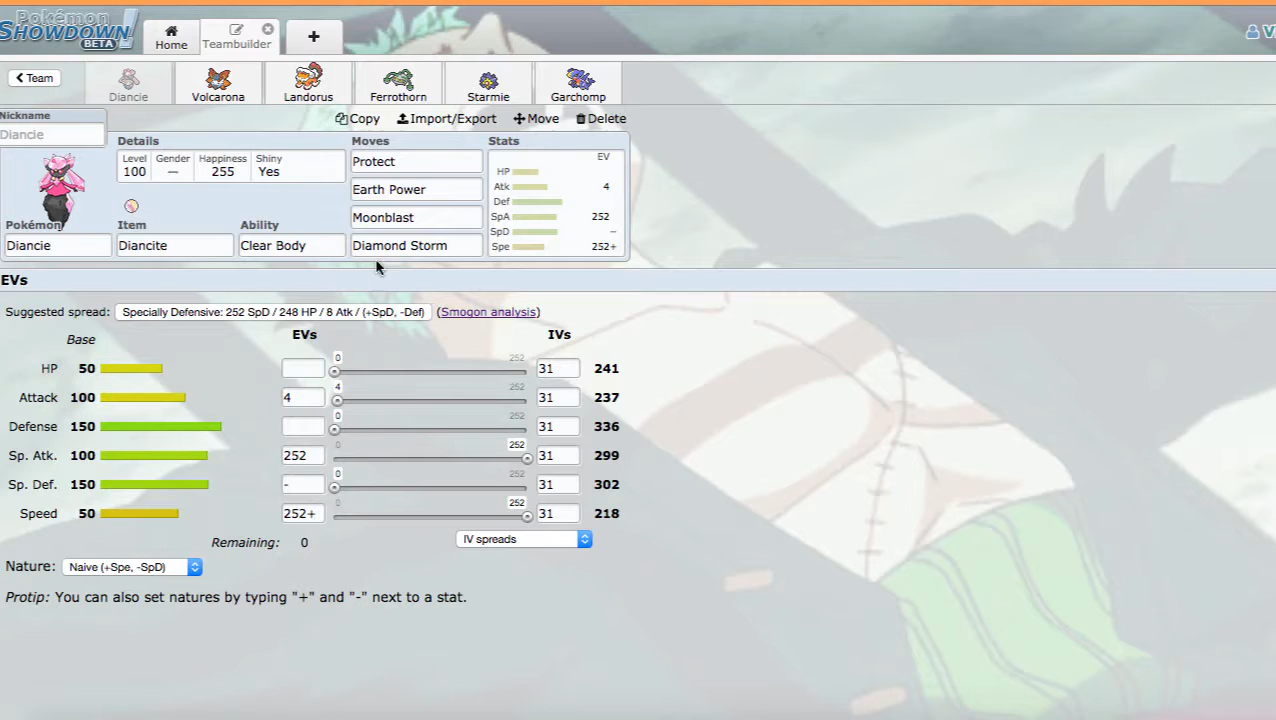 Pokémon
SHOWDOWN!
BETA
Home
Teambuilder
V
Team
Diancie
Volcarona
Landorus
Ferrothorn
Starmie
Garchomp
Copy Import/Export Move Delete
Nickname
Diancie
Details
Level Gender Happiness Shiny
100 — 255 Yes
Pokémon
Diancie
Item
Diancite
Ability
Clear Body
Moves
Protect
Earth Power
Moonblast
Diamond Storm
Stats
EV
HP
Atk 4
Def
SpA 252
SpD –
Spe 252+
EVs
Suggested spread: Specially Defensive: 252 SpD / 248 HP / 8 Atk / (+SpD, -Def) (Smogon analysis)
Base EVs IVs
HP 50 0 252 31 241
Attack 100 4 4 252 31 237
Defense 150 0 252 31 336
Sp. Atk. 100 252 0 252 31 299
Sp. Def. 150 - 0 252 31 302
Speed 50 252+ 0 252 31 218
Remaining: 0 IV spreads
Nature: Naive (+Spe, -SpD)
Protip: You can also set natures by typing "+" and "-" next to a stat.